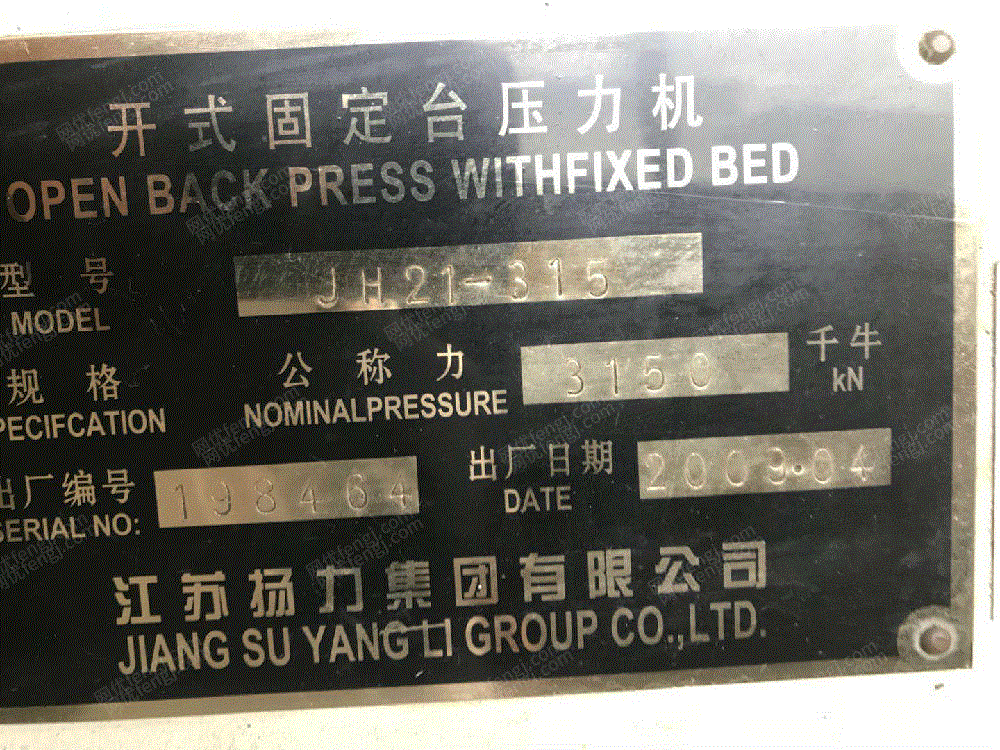 开式固定台压力机
OPEN BACK PRESS WITHFIXED BED
型号 JH21-315
MODEL
规格 公称力 3150 千牛
PECIFCATION NOMINALPRESSURE kN
出厂编号 198464 出厂日期 2009.04
SERIAL NO: DATE
江苏扬力集团有限公司
JIANG SU YANG LI GROUP CO.,LTD.